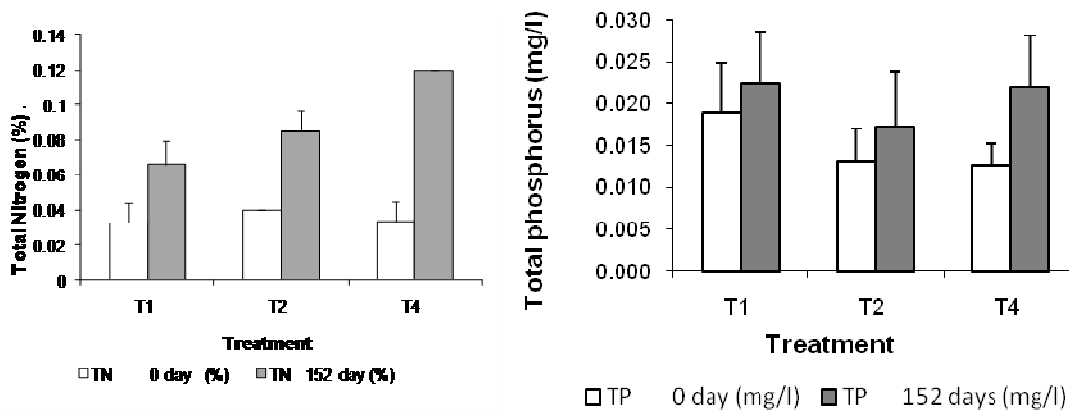 Total Nitrogen (%) .
0.14
0.12
0.1
0.08
0.06
0.04
0.02
0
T1 T2 T4
Treatment
TN 0 day (%) TN 152 day (%)
Total phosphorus (mg/l)
0.030
0.025
0.020
0.015
0.010
0.005
0.000
T1 T2 T4
Treatment
TP 0 day (mg/l) TP 152 days (mg/l)